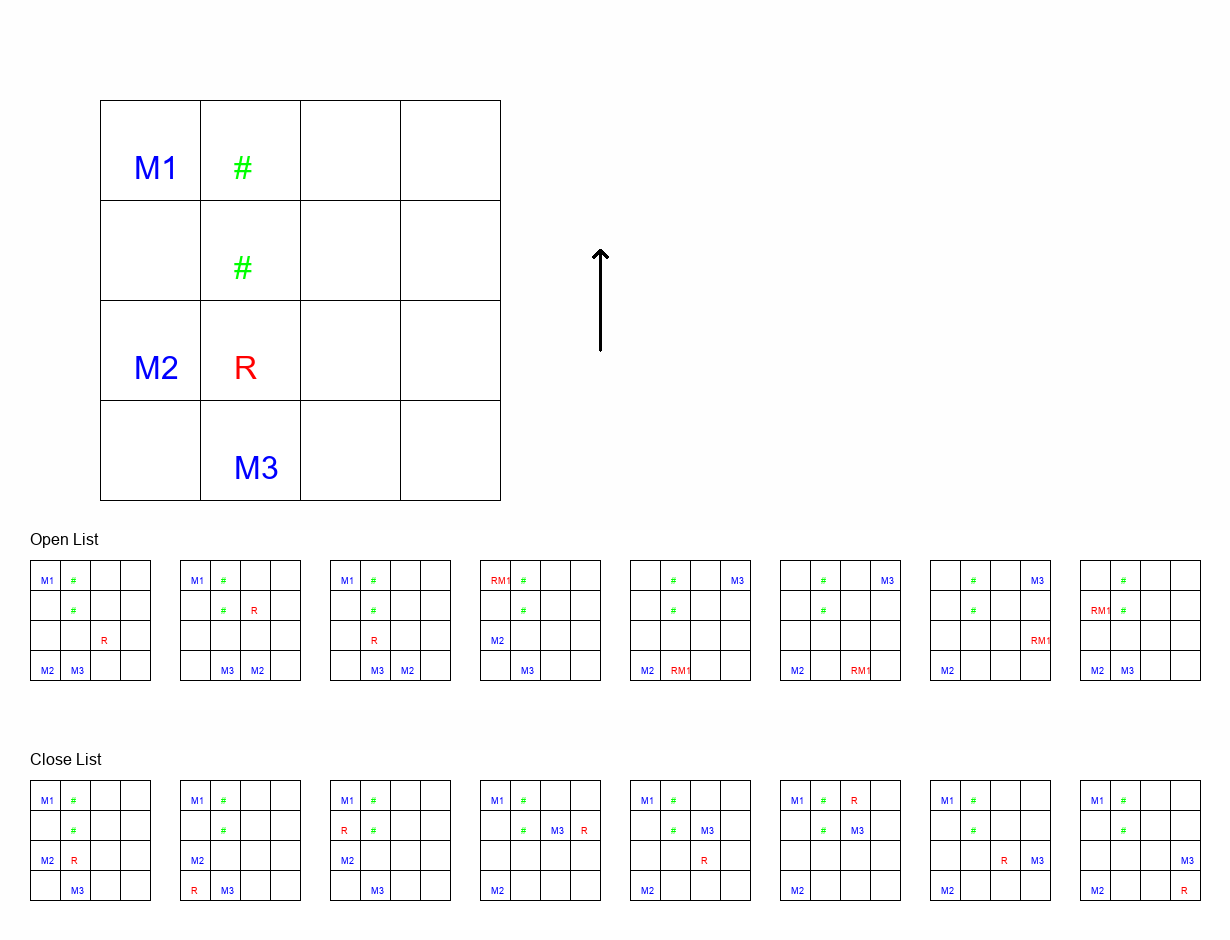 M1 #
#
M2 R
M3
Open List
M1 # M1 # M1 # RM1 # # M3 # M3 # M3 #
# # R # # # # # RM1 #
R R M2 RM1
M2 M3 M3 M2 M3 M2 M3 M2 RM1 M2 RM1 M2 M2 M3
Close List
M1 # M1 # M1 # M1 # M1 # M1 # R M1 # M1 #
# # R # # M3 R # M3 # M3 # #
M2 R M2 M2 R R M3 M3
M3 R M3 M3 M2 M2 M2 M2 M2 R